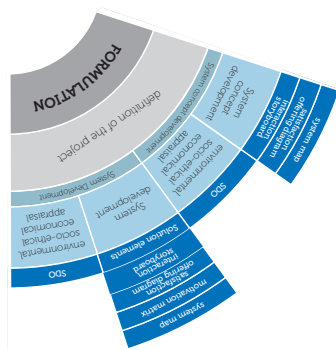 FORMULATION
definition of the project
System concept development
System
concept
development
system map
satisfaction
offering diagram
interaction
storyboard
environmental,
socio-ethical
economical
appraisal
SDO
System Development
System
development
Solution elements
interaction
storyboard
satisfaction
offering diagram
motivation matrix
system map
environmental,
socio-ethical
economical
appraisal
SDO